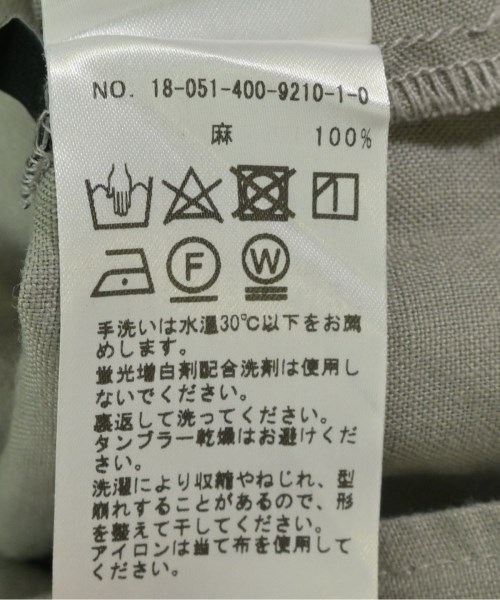 NO. 18-051-400-9210-1-0
麻 100%
F W
手洗いは水温30℃以下をお薦
めします。
蛍光増白剤配合洗剤は使用し
ないでください。
裏返して洗ってください。
タンブラー乾燥はお避けくだ
さい。
洗濯により収縮やねじれ、型
崩れすることがあるので、形
を整えて干してください。
アイロンは当て布を使用して
ください。